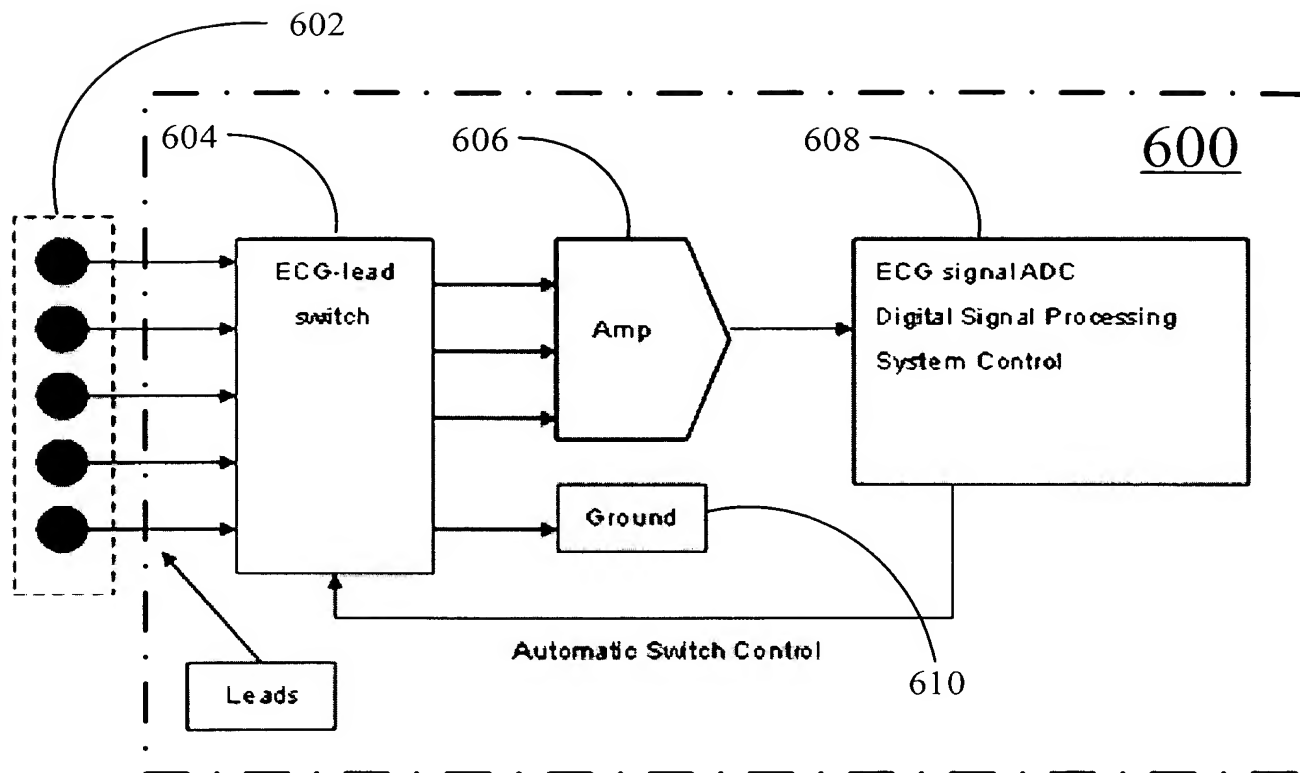 602
604
606
608
600
ECG-lead
switch
Amp
ECG signal ADC
Digital Signal Processing
System Control
Ground
Automatic Switch Control
610
Leads